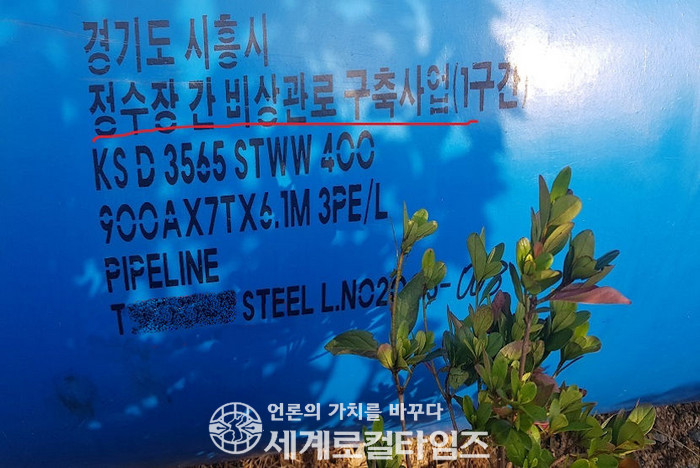 경기도 시흥시
정수장 간 비상관로 구축사업(1구간)
KS D 3565 STWW 400
900AX7TX6.1M 3PE/L
PIPELINE
T STEEL L.NO2
언론의 가치를 바꾸다
세계로컬타임즈